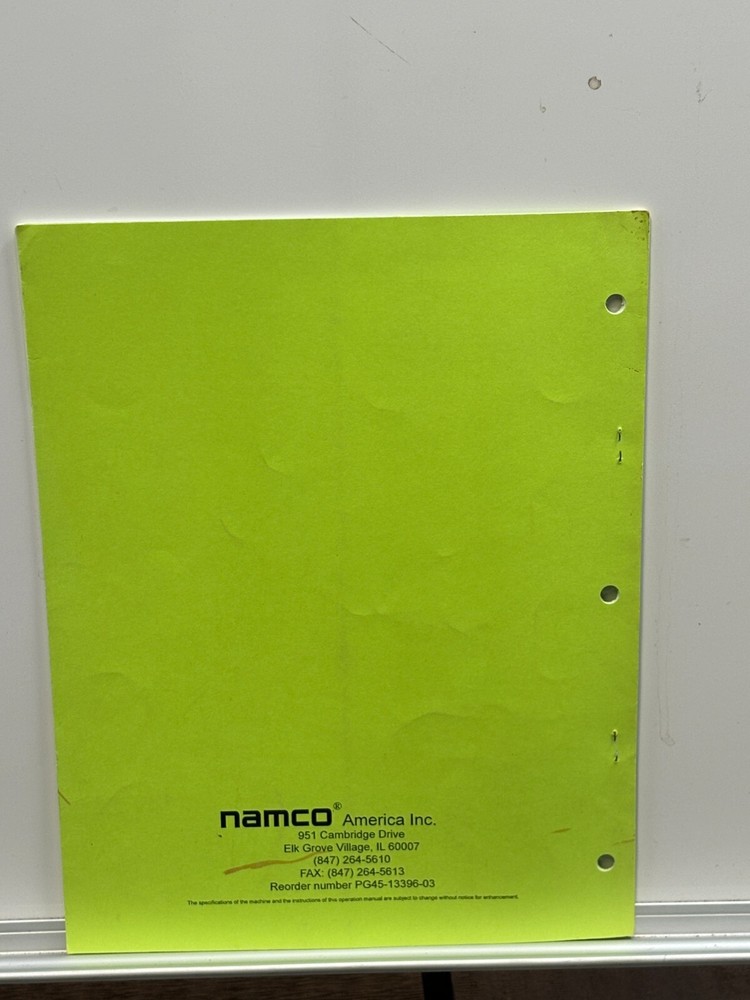 namco® America Inc.
951 Cambridge Drive
Elk Grove Village, IL 60007
(847) 264-5610
FAX: (847) 264-5613
Reorder number PG45-13396-03
The specifications of the machine and the instructions of this operation manual are subject to change without notice for enhancement.